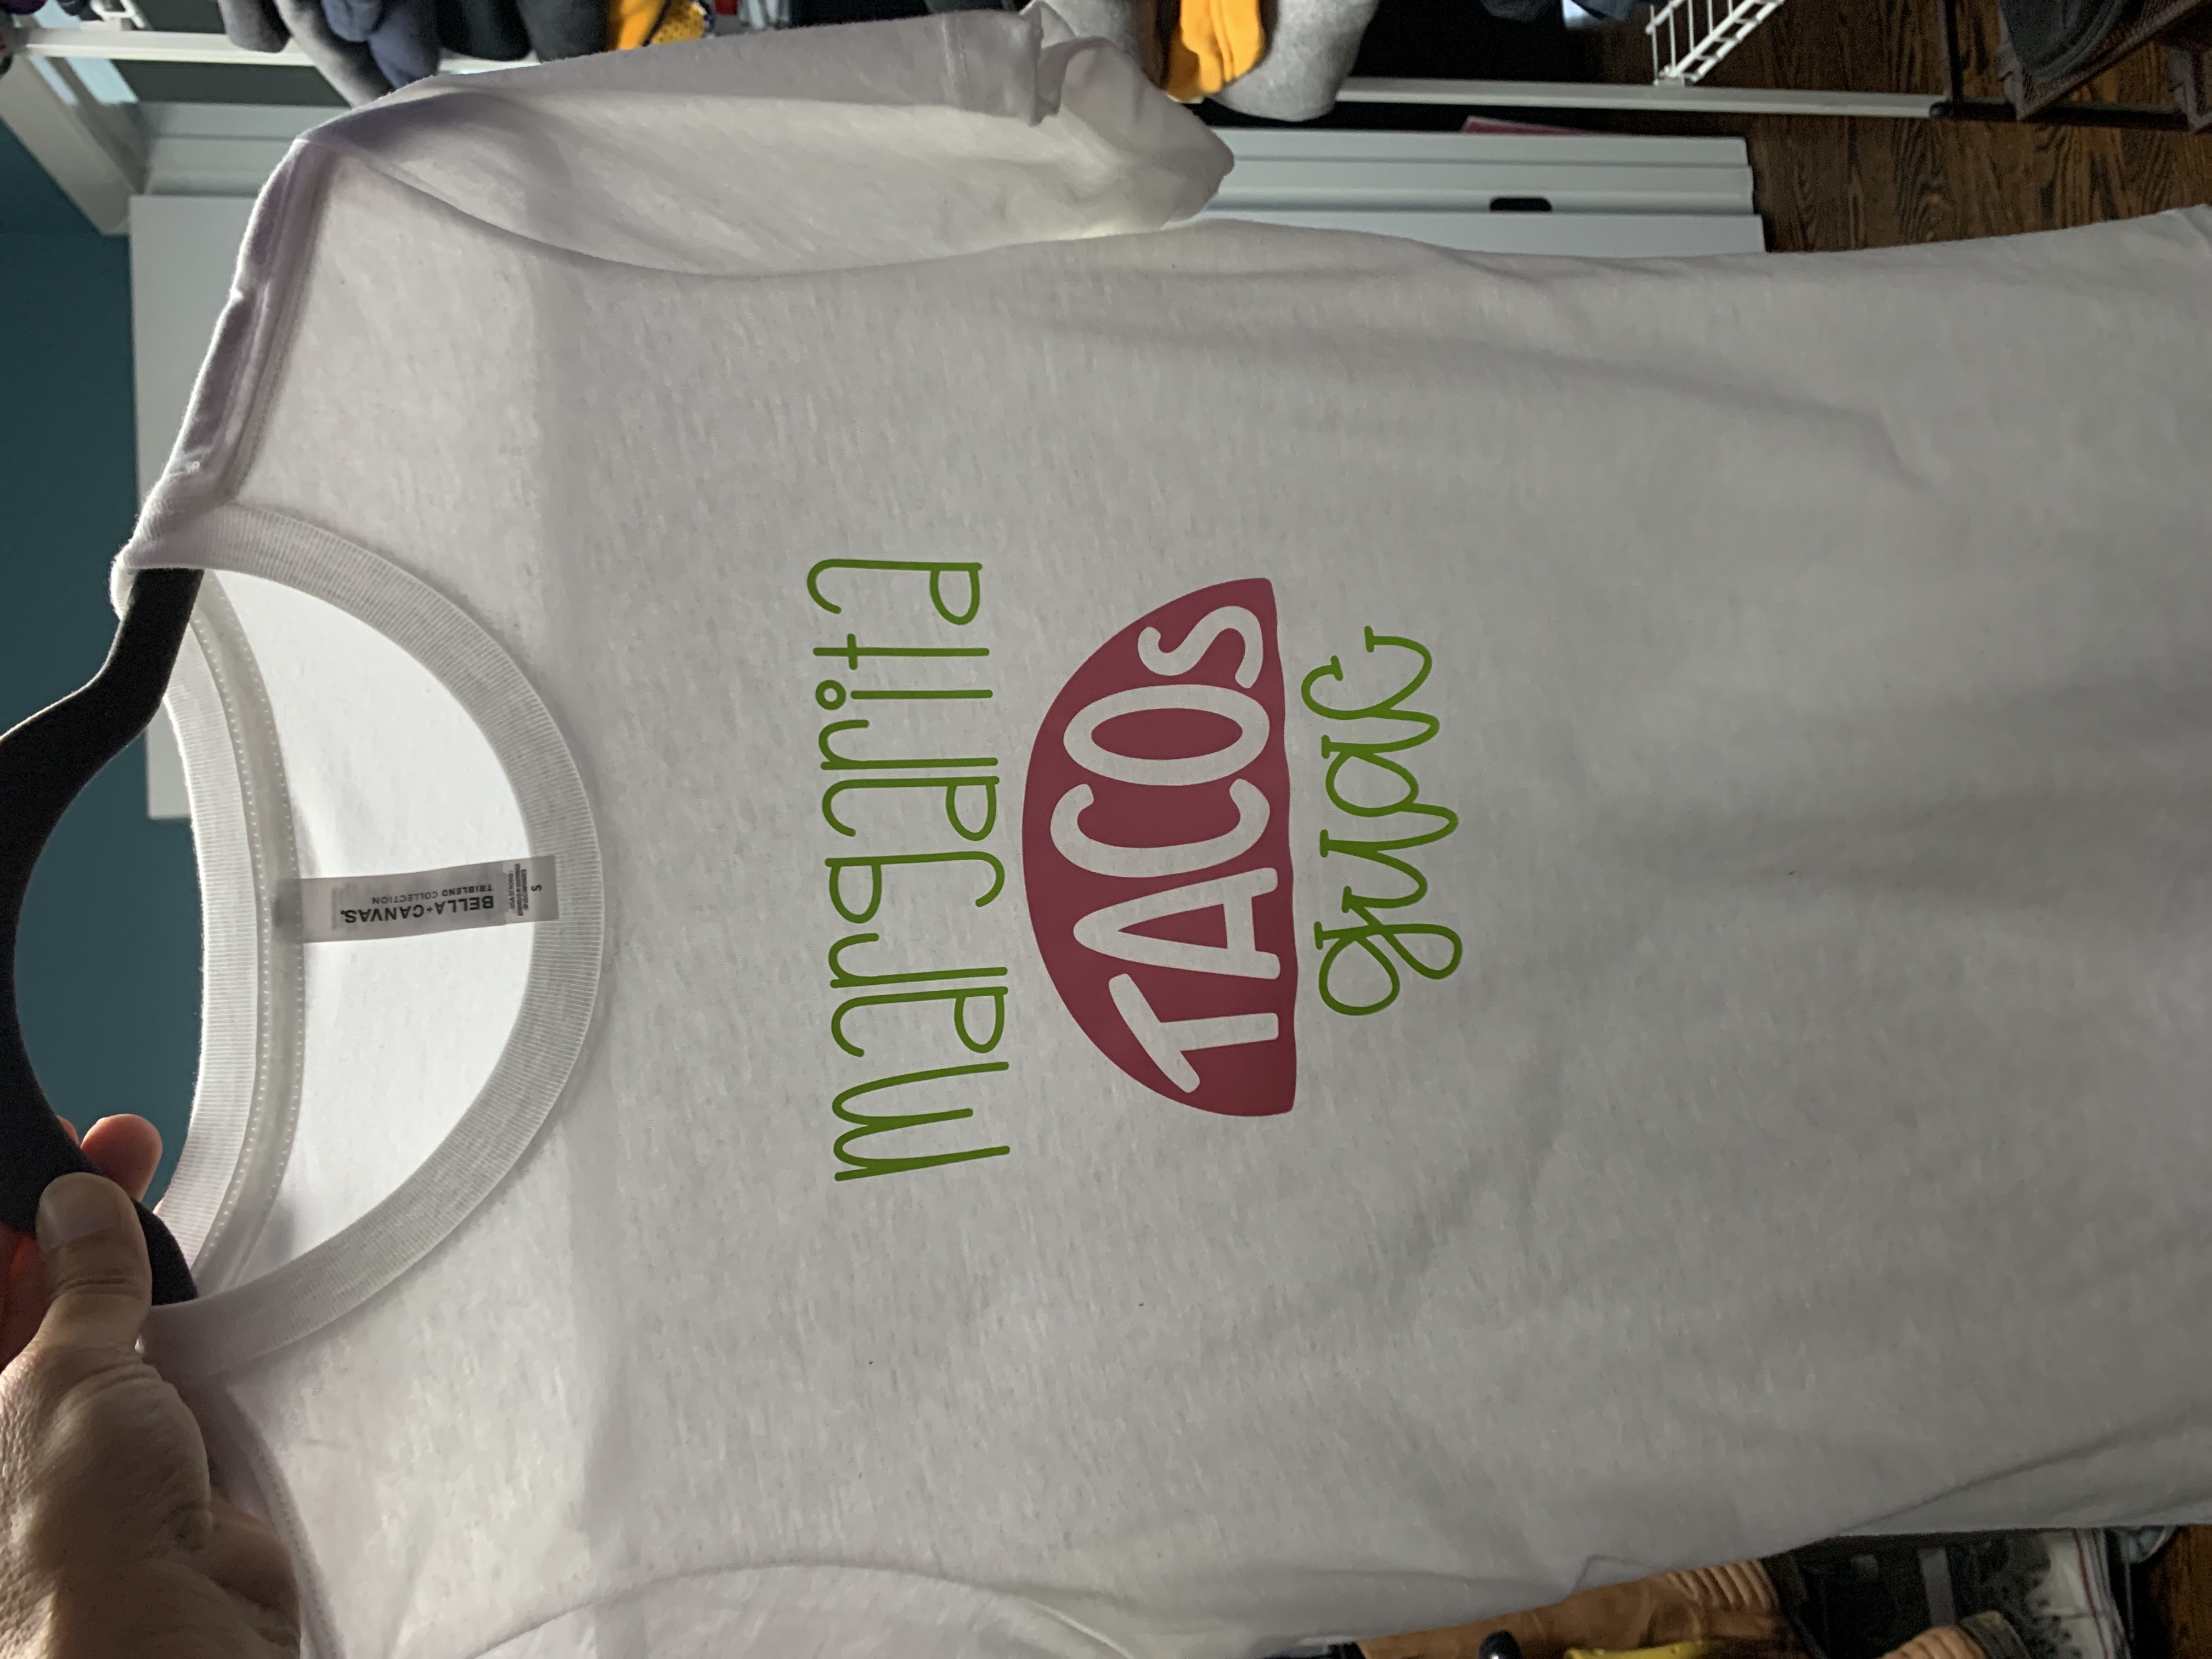 margarita
TACOs
guac
BELLA+CANVAS.
TRIBLEND COLLECTION
S